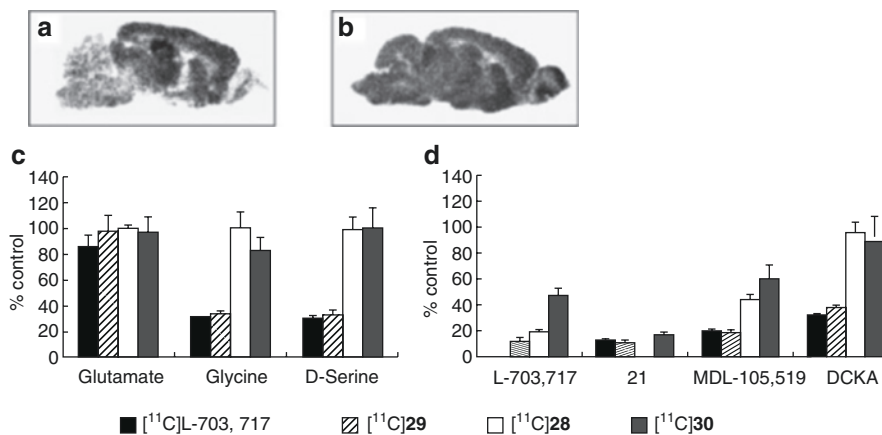 a
b
c
d
% control
140
120
100
80
60
40
20
0
Glutamate
Glycine
D-Serine
% control
140
120
100
80
60
40
20
0
L-703,717
21
MDL-105,519
DCKA
[¹¹C]L-703, 717
[¹¹C]29
[¹¹C]28
[¹¹C]30